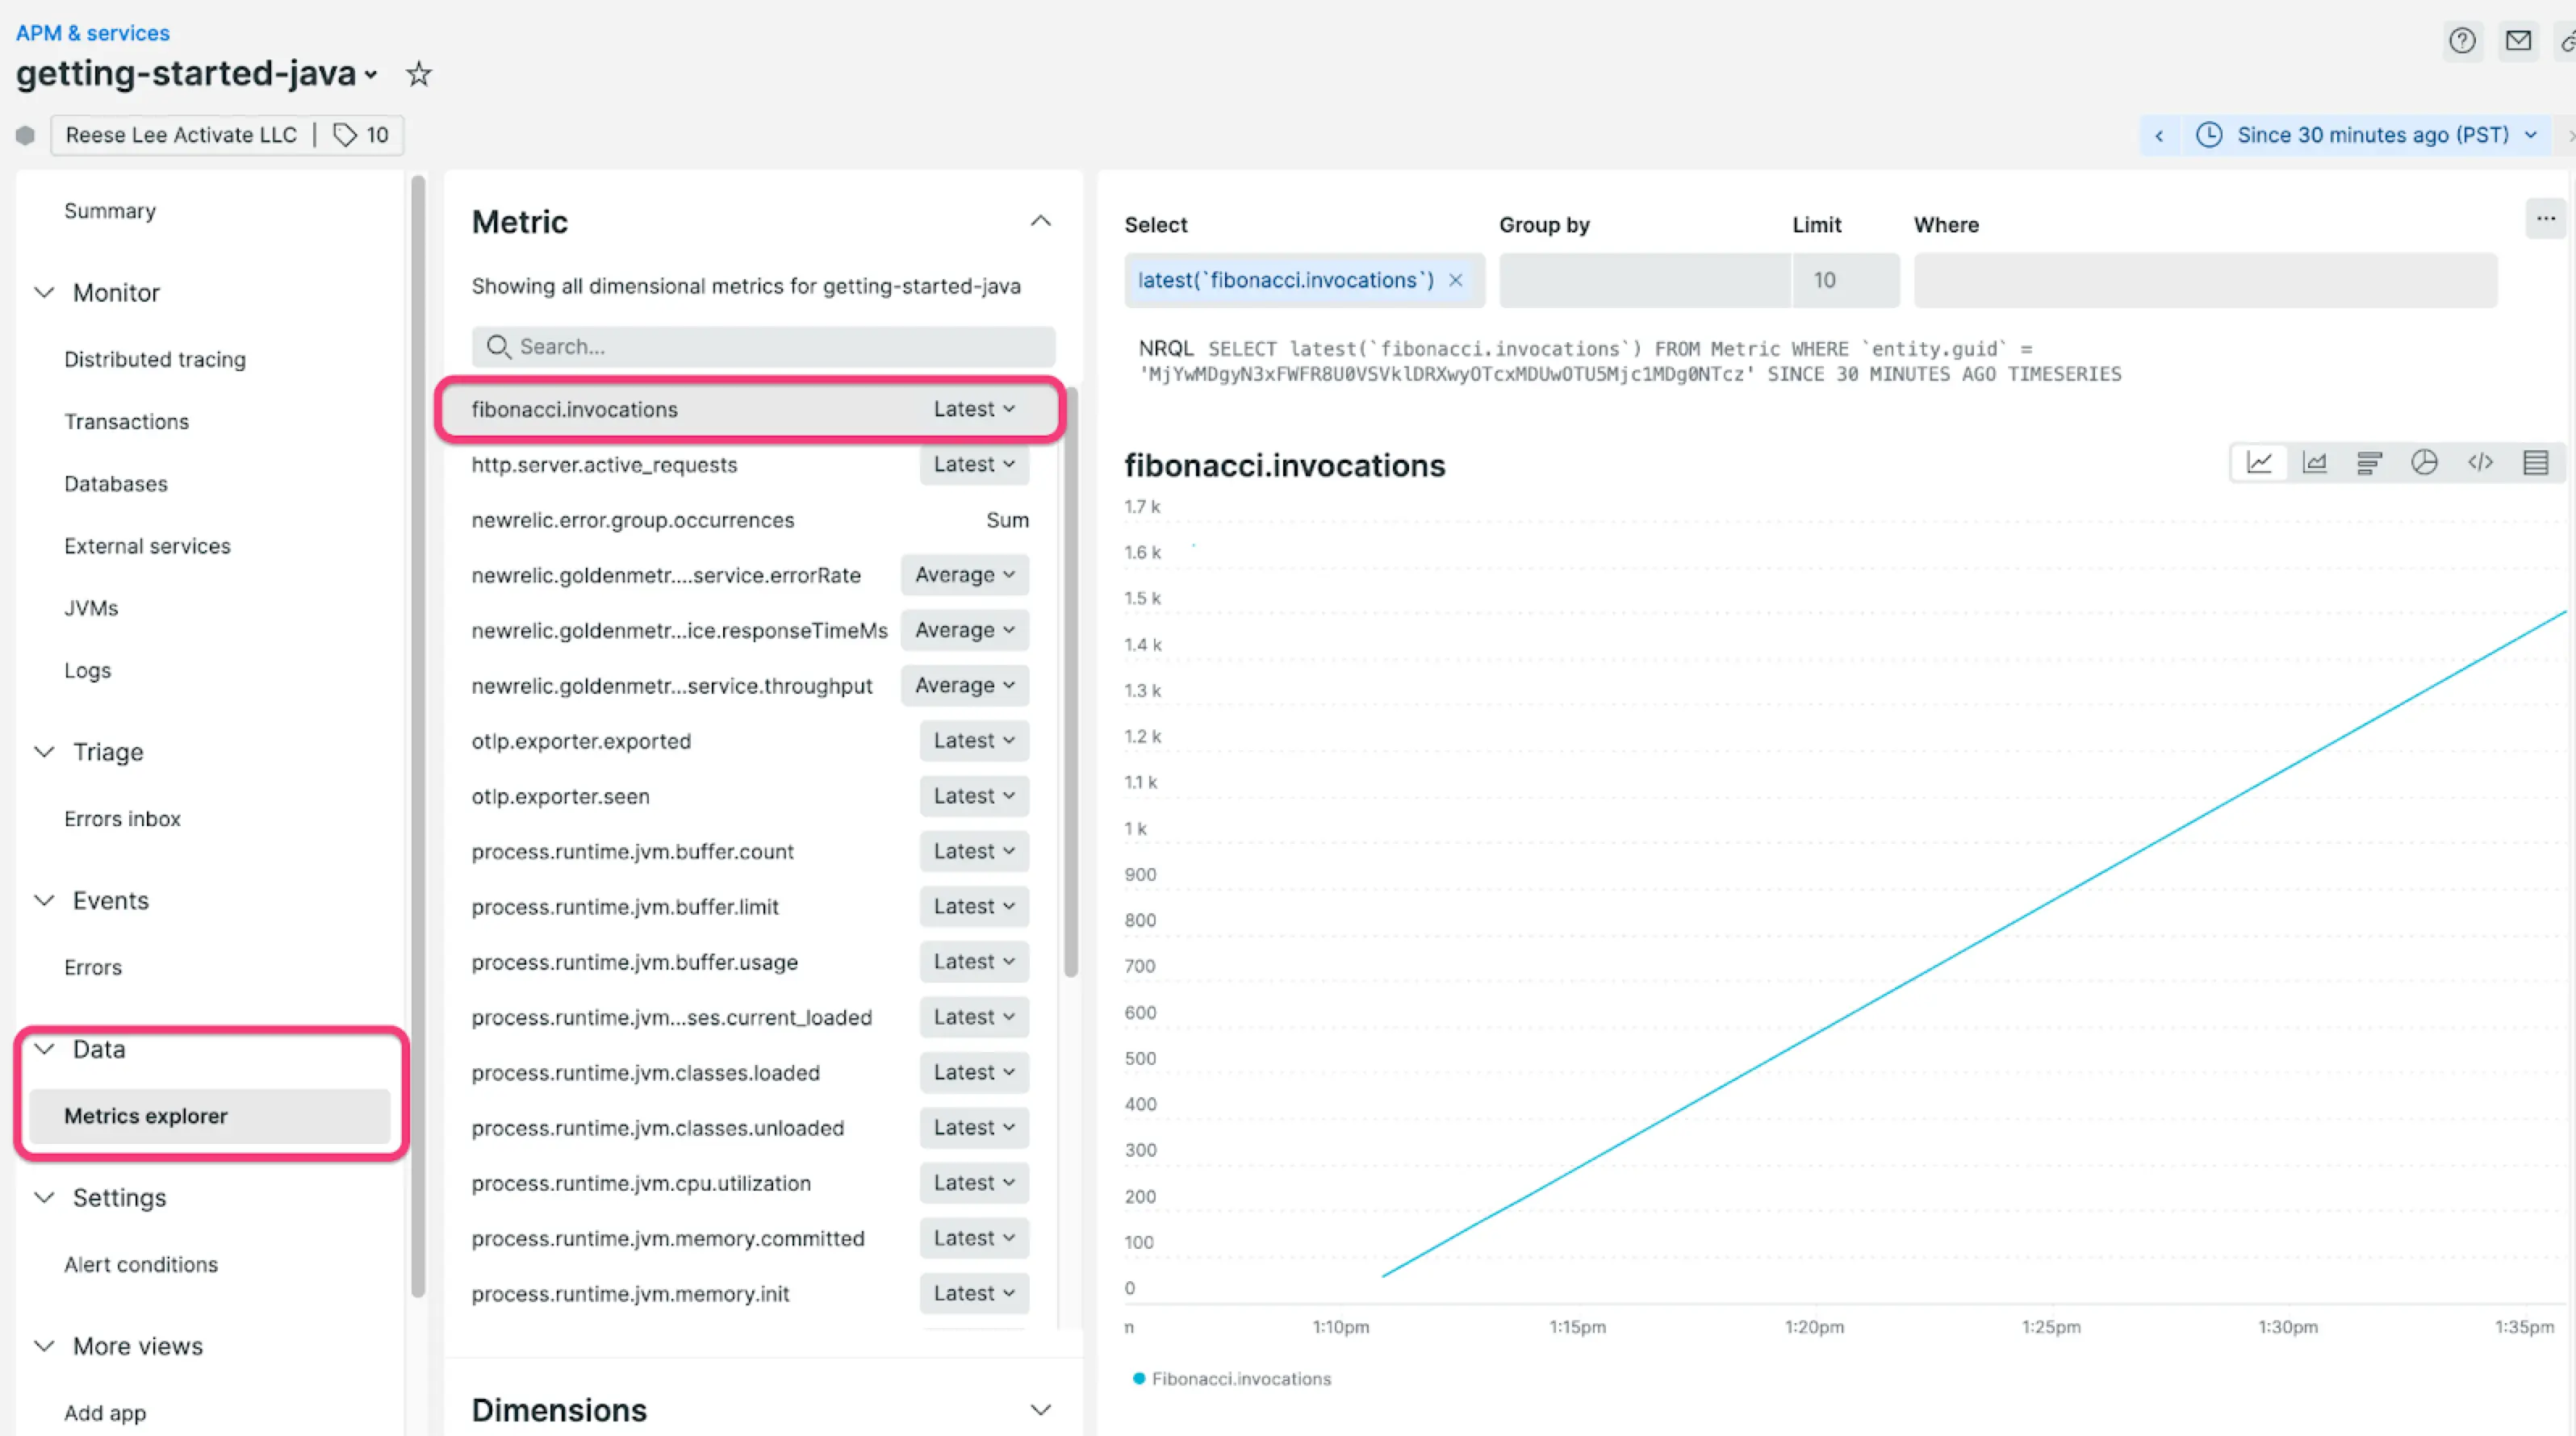 APM & services
getting-started-java
Reese Lee Activate LLC | 10
Since 30 minutes ago (PST)
Summary
Monitor
Distributed tracing
Transactions
Databases
External services
JVMs
Logs
Triage
Errors inbox
Events
Errors
Data
Metrics explorer
Settings
Alert conditions
More views
Add app
Metric
Showing all dimensional metrics for getting-started-java
Search...
fibonacci.invocations Latest
http.server.active_requests Latest
newrelic.error.group.occurrences Sum
newrelic.goldenmetr....service.errorRate Average
newrelic.goldenmetr...ice.responseTimeMs Average
newrelic.goldenmetr...service.throughput Average
otlp.exporter.exported Latest
otlp.exporter.seen Latest
process.runtime.jvm.buffer.count Latest
process.runtime.jvm.buffer.limit Latest
process.runtime.jvm.buffer.usage Latest
process.runtime.jvm...ses.current_loaded Latest
process.runtime.jvm.classes.loaded Latest
process.runtime.jvm.classes.unloaded Latest
process.runtime.jvm.cpu.utilization Latest
process.runtime.jvm.memory.committed Latest
process.runtime.jvm.memory.init Latest
Dimensions
Select Group by Limit Where
latest(`fibonacci.invocations`) 10
NRQL SELECT latest(`fibonacci.invocations`) FROM Metric WHERE `entity.guid` =
'MjYwMDgyN3xFWFR8U0VSVklDRXwyOTcxMDUwOTU5Mjc1MDg0NTcz' SINCE 30 MINUTES AGO TIMESERIES
fibonacci.invocations
1.7 k
1.6 k
1.5 k
1.4 k
1.3 k
1.2 k
1.1 k
1 k
900
800
700
600
500
400
300
200
100
0
1:10pm 1:15pm 1:20pm 1:25pm 1:30pm 1:35pm
Fibonacci.invocations